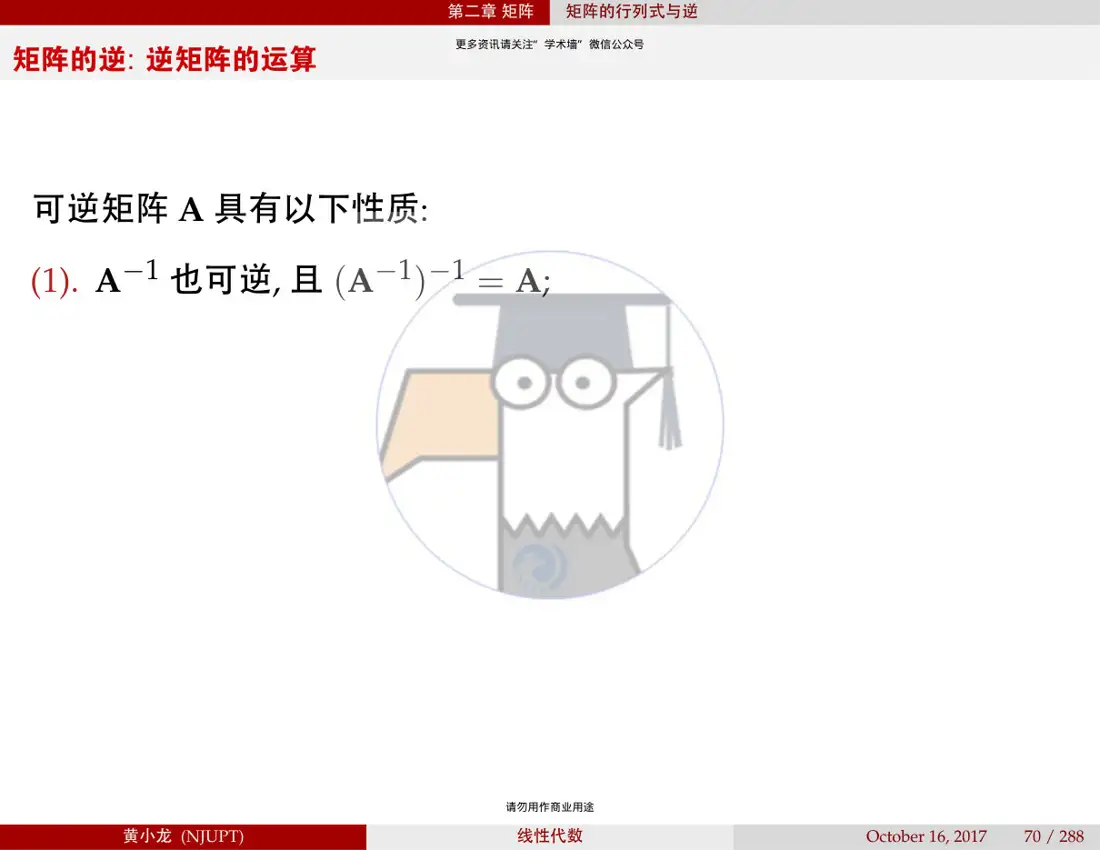 第二章 矩阵 矩阵的行列式与逆
更多资讯请关注“学术墙”微信公众号
矩阵的逆: 逆矩阵的运算
可逆矩阵 A 具有以下性质:
(1). A⁻¹ 也可逆, 且 (A⁻¹)⁻¹ = A;
请勿用作商业用途
黄小龙 (NJUPT) 线性代数 October 16, 2017 70 / 288